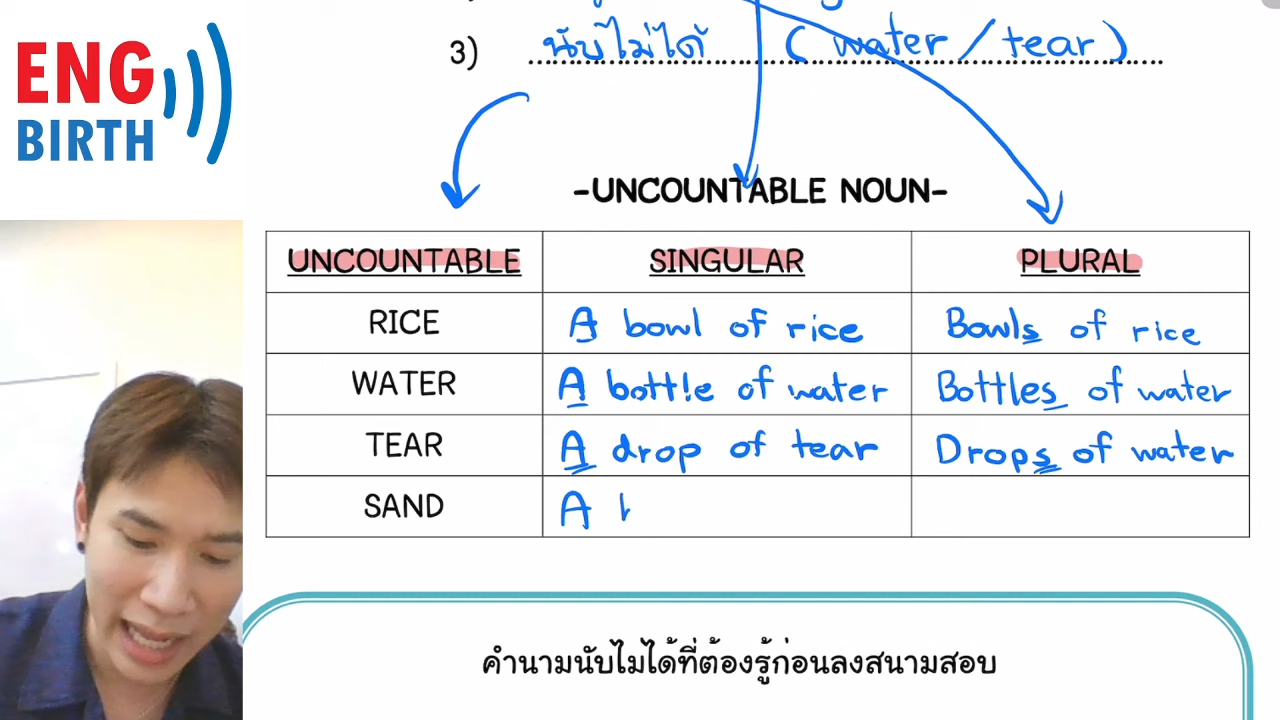 ENG
BIRTH
3) นับไม่ได้ (water / tear)
-UNCOUNTABLE NOUN-
UNCOUNTABLE SINGULAR PLURAL
RICE A bowl of rice Bowls of rice
WATER A bottle of water Bottles of water
TEAR A drop of tear Drops of water
SAND A
คำนามนับไม่ได้ที่ต้องรู้ก่อนลงสนามสอบ